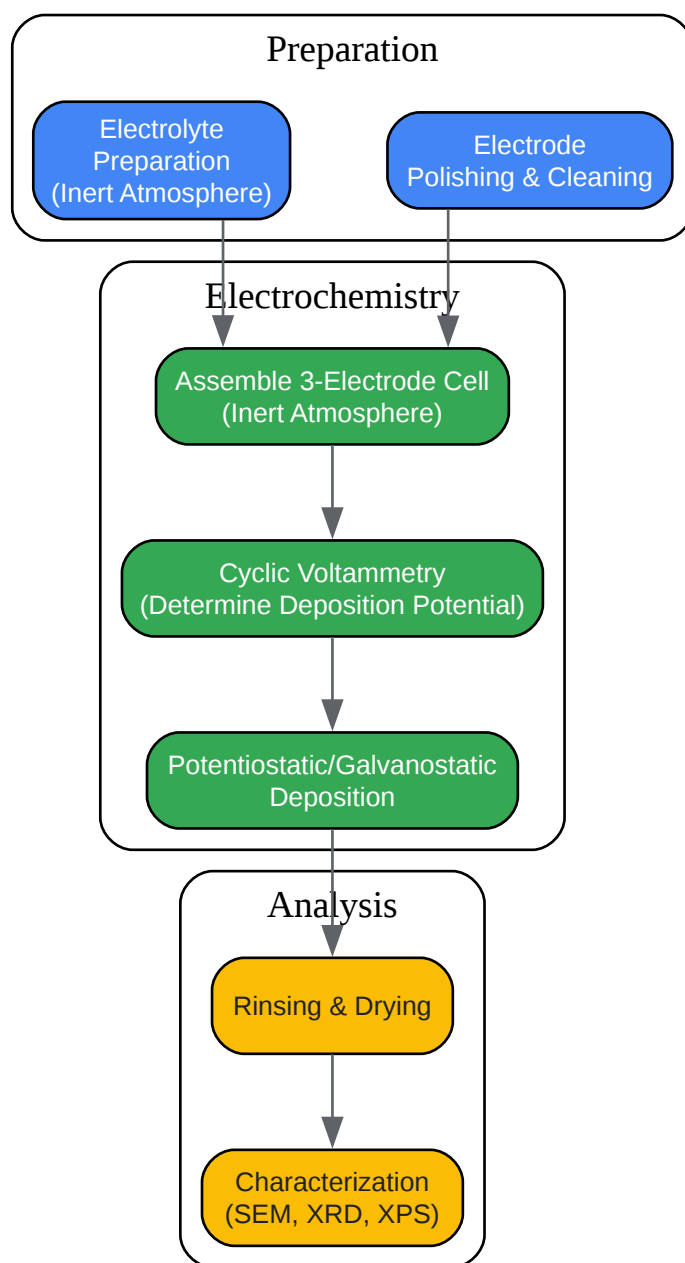 Preparation
Electrolyte
Preparation
(Inert Atmosphere)
Electrode
Polishing & Cleaning
Electrochemistry
Assemble 3-Electrode Cell
(Inert Atmosphere)
Cyclic Voltammetry
(Determine Deposition Potential)
Potentiostatic/Galvanostatic
Deposition
Analysis
Rinsing & Drying
Characterization
(SEM, XRD, XPS)